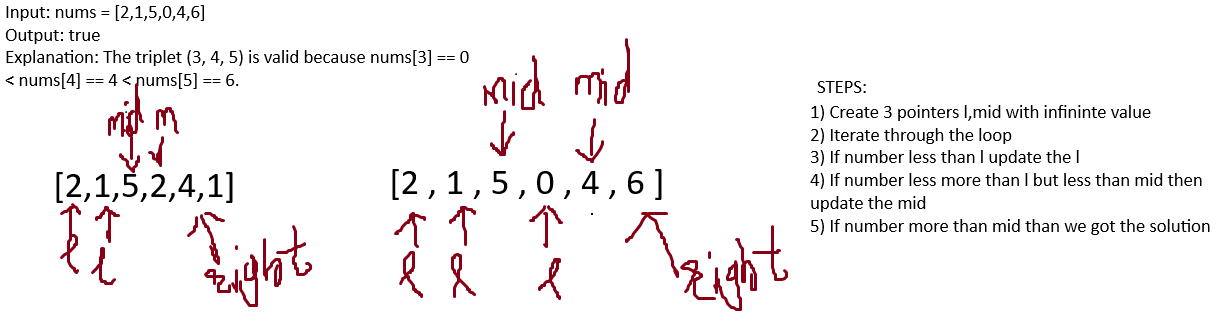 Input: nums = [2,1,5,0,4,6]
Output: true
Explanation: The triplet (3, 4, 5) is valid because nums[3] == 0
< nums[4] == 4 < nums[5] == 6.
mid m
[2,1,5,2,4,1]
l l right
mid mid
[2 , 1 , 5 , 0 , 4 , 6 ]
l l l right
STEPS:
1) Create 3 pointers l,mid with infininte value
2) Iterate through the loop
3) If number less than l update the l
4) If number less more than l but less than mid then
update the mid
5) If number more than mid than we got the solution